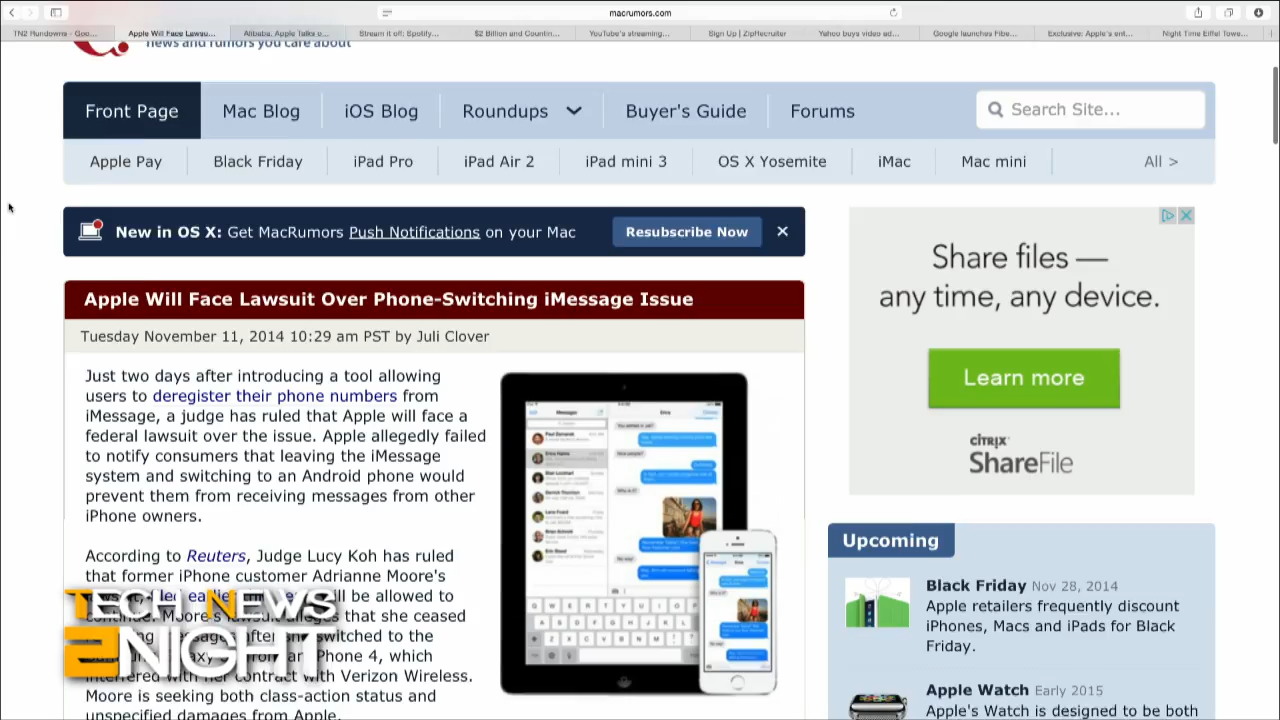 macrumors.com
TN2 Rundowns - Goo...
Apple Will Face Lawsu...
Alibaba, Apple Talks o...
Stream it off: Spotify...
$2 Billion and Countin...
YouTube's streaming...
Sign Up | ZipRecruiter
Yahoo buys video ad...
Google launches Fibe...
Exclusive: Apple's ent...
Night Time Eiffel Towe...
news and rumors you care about
Front Page
Mac Blog
iOS Blog
Roundups
Buyer's Guide
Forums
Search Site...
Apple Pay
Black Friday
iPad Pro
iPad Air 2
iPad mini 3
OS X Yosemite
iMac
Mac mini
All >
New in OS X: Get MacRumors Push Notifications on your Mac
Resubscribe Now
Apple Will Face Lawsuit Over Phone-Switching iMessage Issue
Tuesday November 11, 2014 10:29 am PST by Juli Clover
Just two days after introducing a tool allowing
users to deregister their phone numbers from
iMessage, a judge has ruled that Apple will face a
federal lawsuit over the issue. Apple allegedly failed
to notify consumers that leaving the iMessage
system and switching to an Android phone would
prevent them from receiving messages from other
iPhone owners.
According to Reuters, Judge Lucy Koh has ruled
that former iPhone customer Adrianne Moore's
be allowed to
that she ceased
switched to the
Phone 4, which
interfered with her contract with Verizon Wireless.
Moore is seeking both class-action status and
unspecified damages from Apple.
TECH NEWS
2NIGHT
Share files —
any time, any device.
Learn more
CITRIX
ShareFile
Upcoming
Black Friday Nov 28, 2014
Apple retailers frequently discount
iPhones, Macs and iPads for Black
Friday.
Apple Watch Early 2015
Apple's Watch is designed to be both